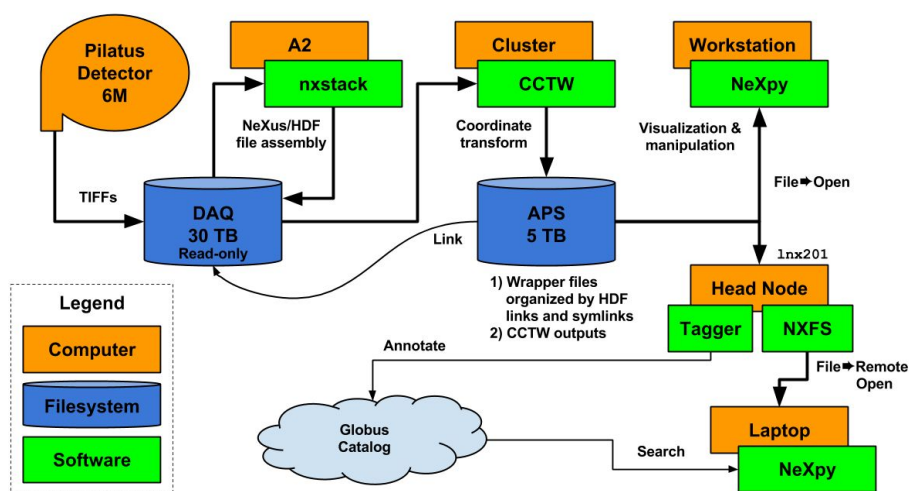 Pilatus
Detector
6M
A2
nxstack
Cluster
CCTW
Workstation
NeXpy
NeXus/HDF
file assembly
Coordinate
transform
Visualization &
manipulation
TIFFs
DAQ
30 TB
Read-only
Link
APS
5 TB
File➡Open
lnx201
1) Wrapper files
organized by HDF
links and symlinks
2) CCTW outputs
Head Node
Tagger
NXFS
Legend
Computer
Filesystem
Software
Annotate
File➡Remote
Open
Globus
Catalog
Search
Laptop
NeXpy